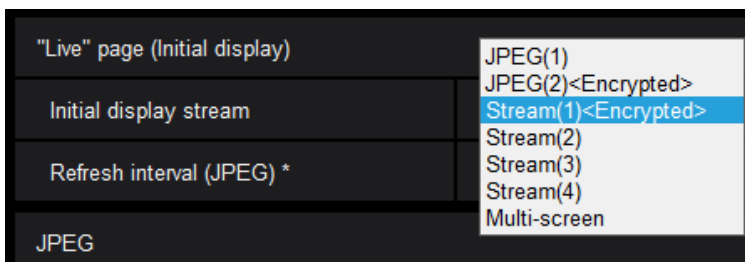 "Live" page (Initial display)
JPEG(1)
JPEG(2)<Encrypted>
Initial display stream
Stream(1)<Encrypted>
Stream(2)
Refresh interval (JPEG) *
Stream(3)
Stream(4)
Multi-screen
JPEG